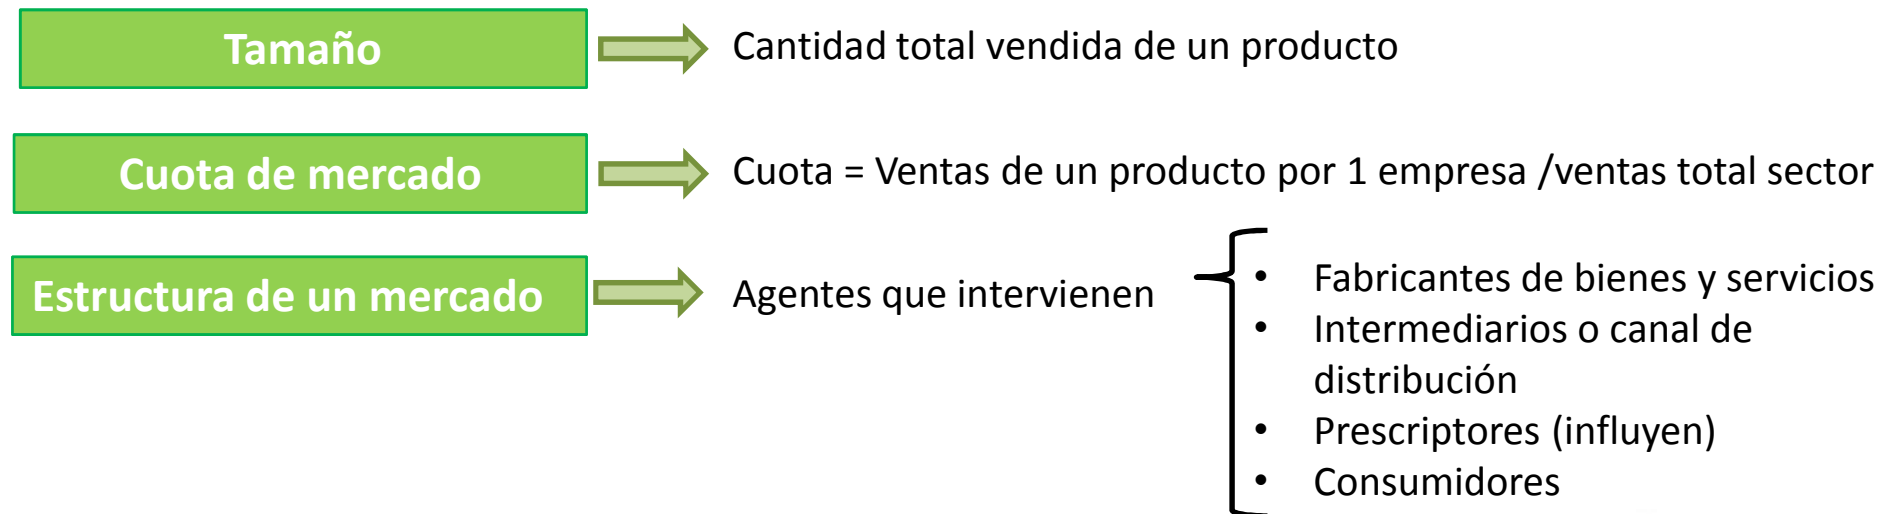 Tamaño
Cantidad total vendida de un producto
Cuota de mercado
Cuota = Ventas de un producto por 1 empresa /ventas total sector
Estructura de un mercado
Agentes que intervienen
• Fabricantes de bienes y servicios
• Intermediarios o canal de
distribución
• Prescriptores (influyen)
• Consumidores